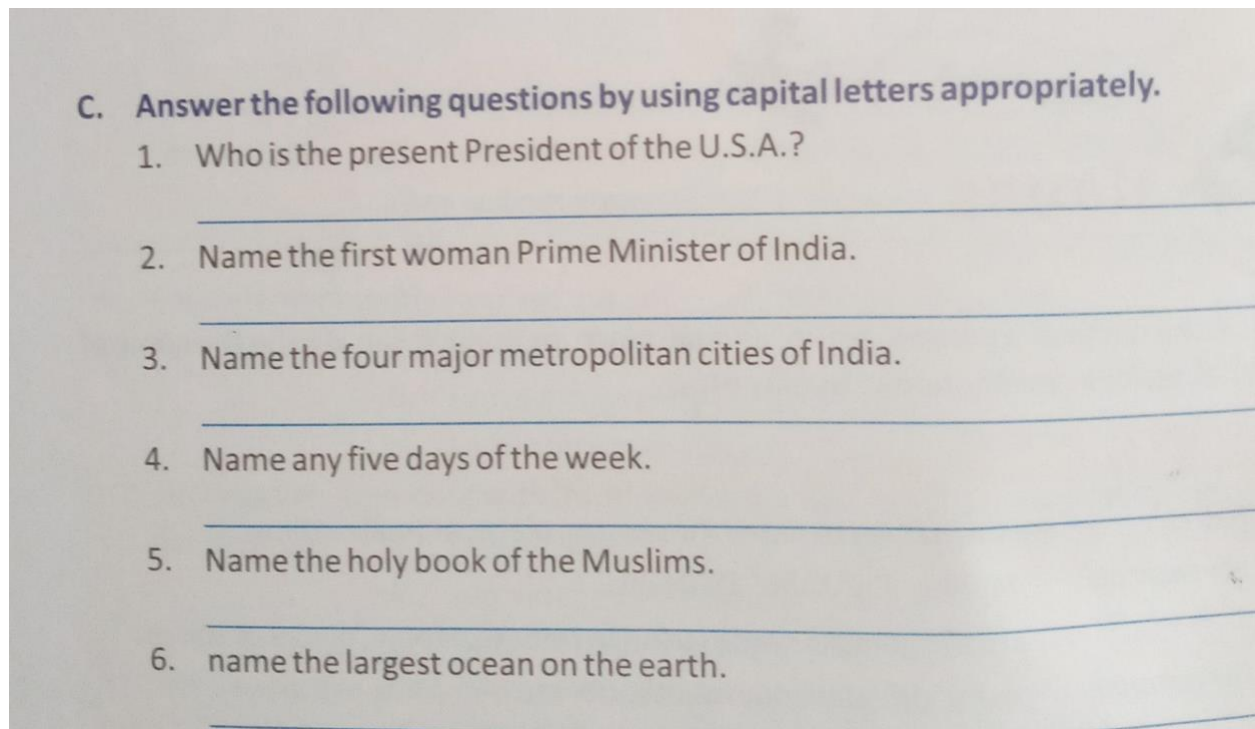 C. Answer the following questions by using capital letters appropriately.
1. Who is the present President of the U.S.A.?
2. Name the first woman Prime Minister of India.
3. Name the four major metropolitan cities of India.
4. Name any five days of the week.
5. Name the holy book of the Muslims.
6. name the largest ocean on the earth.